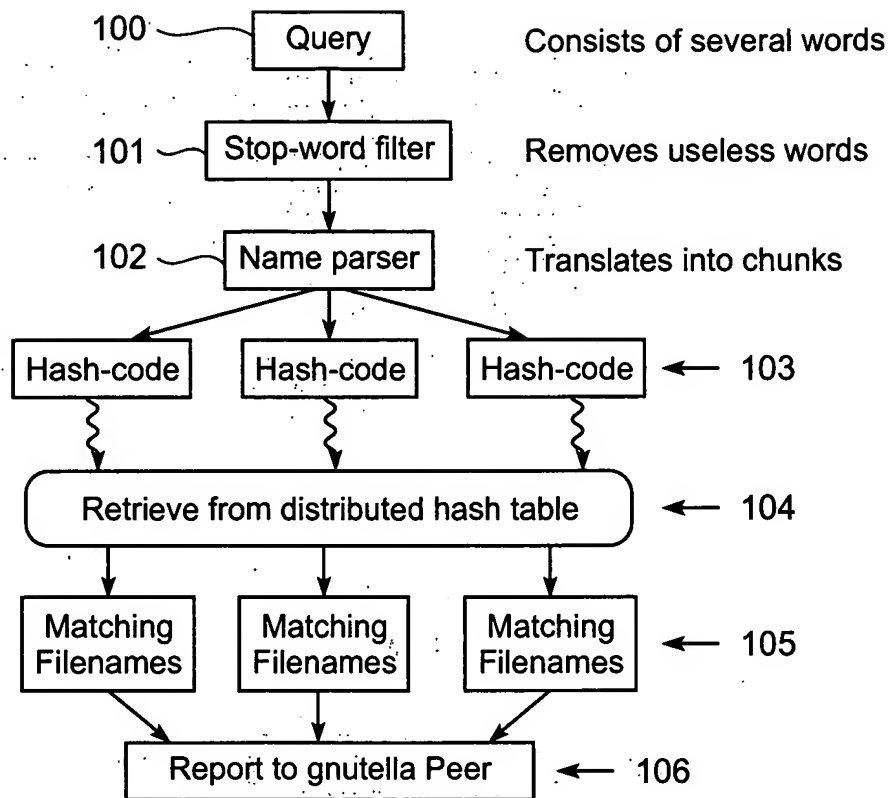 100 Query Consists of several words
101 Stop-word filter Removes useless words
102 Name parser Translates into chunks
Hash-code Hash-code Hash-code 103
Retrieve from distributed hash table 104
Matching Matching Matching
Filenames Filenames Filenames 105
Report to gnutella Peer 106